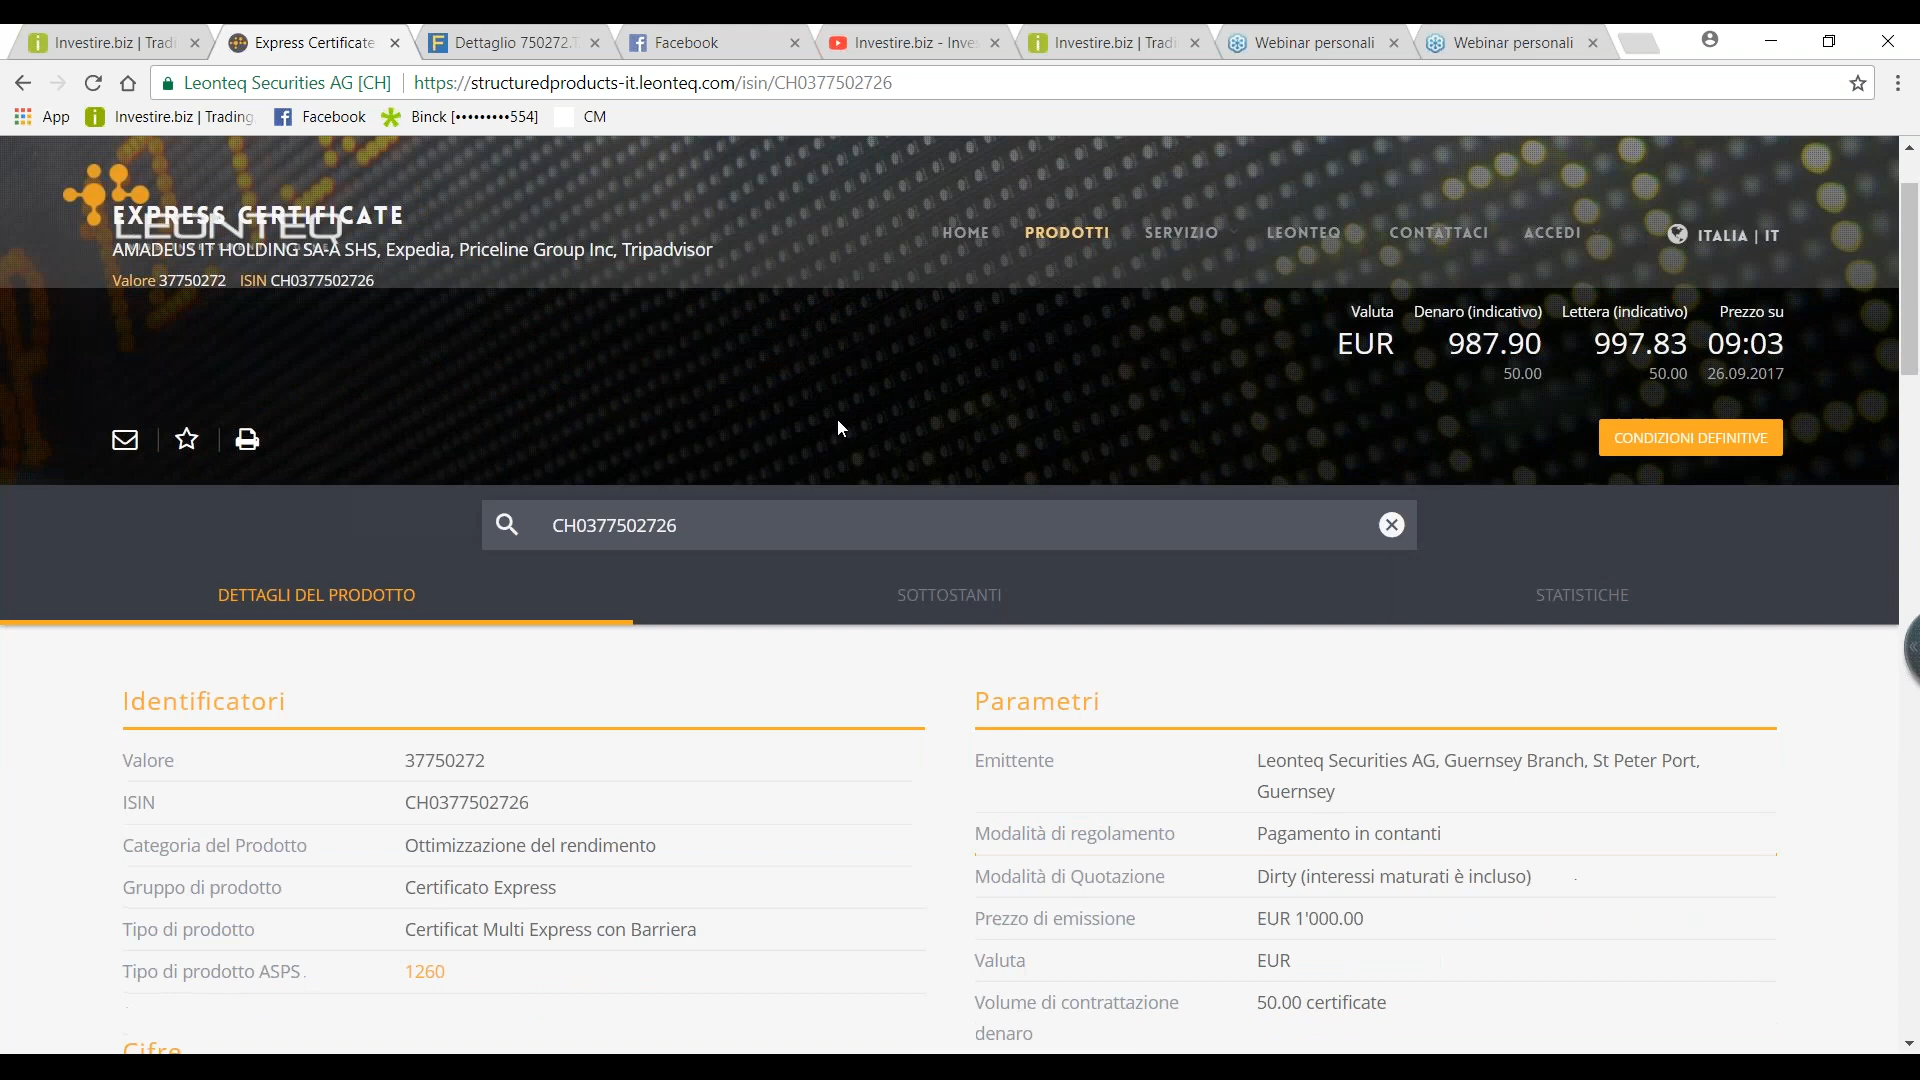 Investire.biz | Tradi
Express Certificate
Dettaglio 750272.T
Facebook
Investire.biz - Inve
Investire.biz | Tradi
Webinar personali
Webinar personali
Leonteq Securities AG [CH]
https://structuredproducts-it.leonteq.com/isin/CH0377502726
App
Investire.biz | Trading
Facebook
Binck [•••••••••554]
CM
EXPRESS CERTIFICATE
LEONTEQ
AMADEUS IT HOLDING SA-A SHS, Expedia, Priceline Group Inc, Tripadvisor
Valore 37750272 ISIN CH0377502726
HOME
PRODOTTI
SERVIZIO
LEONTEQ
CONTATTACI
ACCEDI
ITALIA | IT
Valuta Denaro (indicativo) Lettera (indicativo) Prezzo su
EUR 987.90 997.83 09:03
50.00 50.00 26.09.2017
CONDIZIONI DEFINITIVE
CH0377502726
DETTAGLI DEL PRODOTTO
SOTTOSTANTI
STATISTICHE
Identificatori
Valore 37750272
ISIN CH0377502726
Categoria del Prodotto Ottimizzazione del rendimento
Gruppo di prodotto Certificato Express
Tipo di prodotto Certificat Multi Express con Barriera
Tipo di prodotto ASPS 1260
Cifre
Parametri
Emittente Leonteq Securities AG, Guernsey Branch, St Peter Port,
Guernsey
Modalità di regolamento Pagamento in contanti
Modalità di Quotazione Dirty (interessi maturati è incluso)
Prezzo di emissione EUR 1'000.00
Valuta EUR
Volume di contrattazione 50.00 certificate
denaro